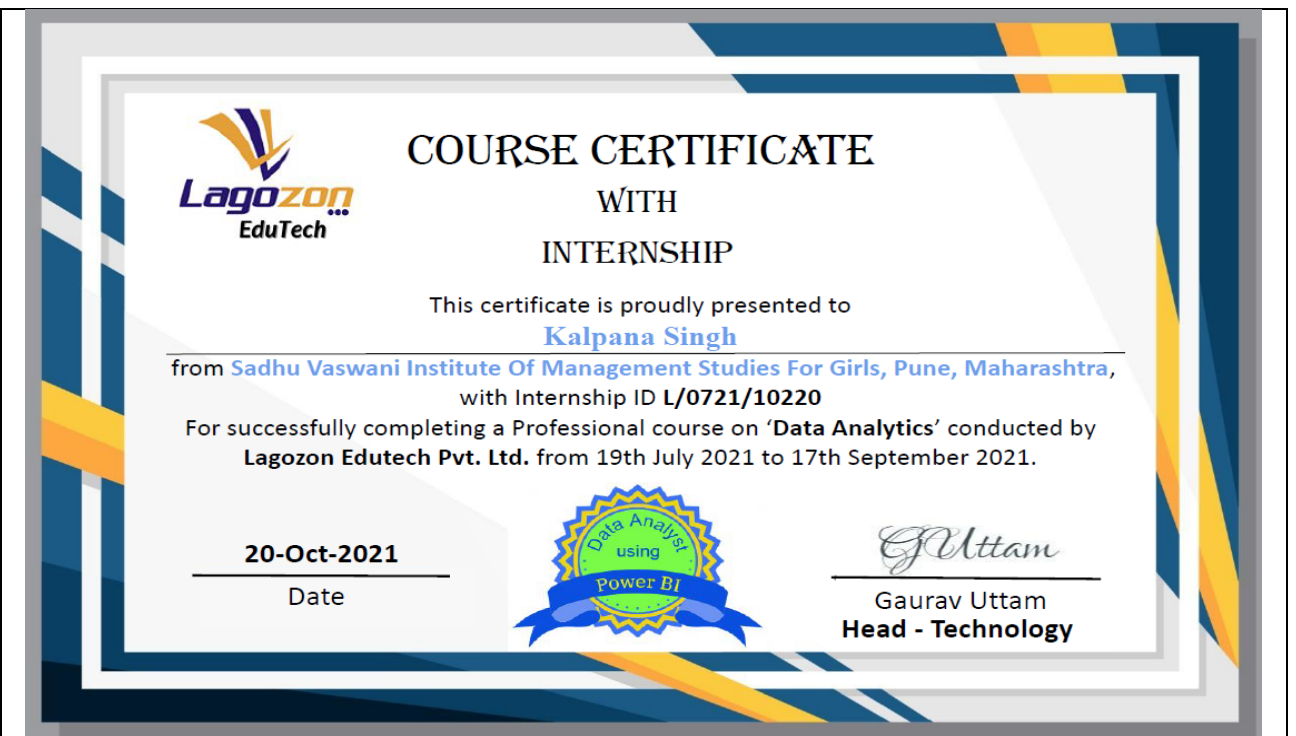 Lagozon
EduTech
COURSE CERTIFICATE
WITH
INTERNSHIP
This certificate is proudly presented to
Kalpana Singh
from Sadhu Vaswani Institute Of Management Studies For Girls, Pune, Maharashtra,
with Internship ID L/0721/10220
For successfully completing a Professional course on ‘Data Analytics’ conducted by
Lagozon Edutech Pvt. Ltd. from 19th July 2021 to 17th September 2021.
20-Oct-2021
Date
Data Analyst
using
Power BI
GUttam
Gaurav Uttam
Head - Technology